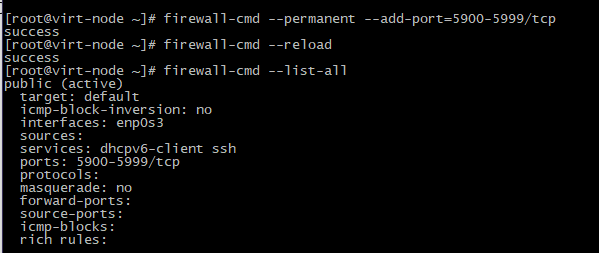 [root@virt-node ~]# firewall-cmd --permanent --add-port=5900-5999/tcp
success
[root@virt-node ~]# firewall-cmd --reload
success
[root@virt-node ~]# firewall-cmd --list-all
public (active)
  target: default
  icmp-block-inversion: no
  interfaces: enp0s3
  sources:
  services: dhcpv6-client ssh
  ports: 5900-5999/tcp
  protocols:
  masquerade: no
  forward-ports:
  source-ports:
  icmp-blocks:
  rich rules: